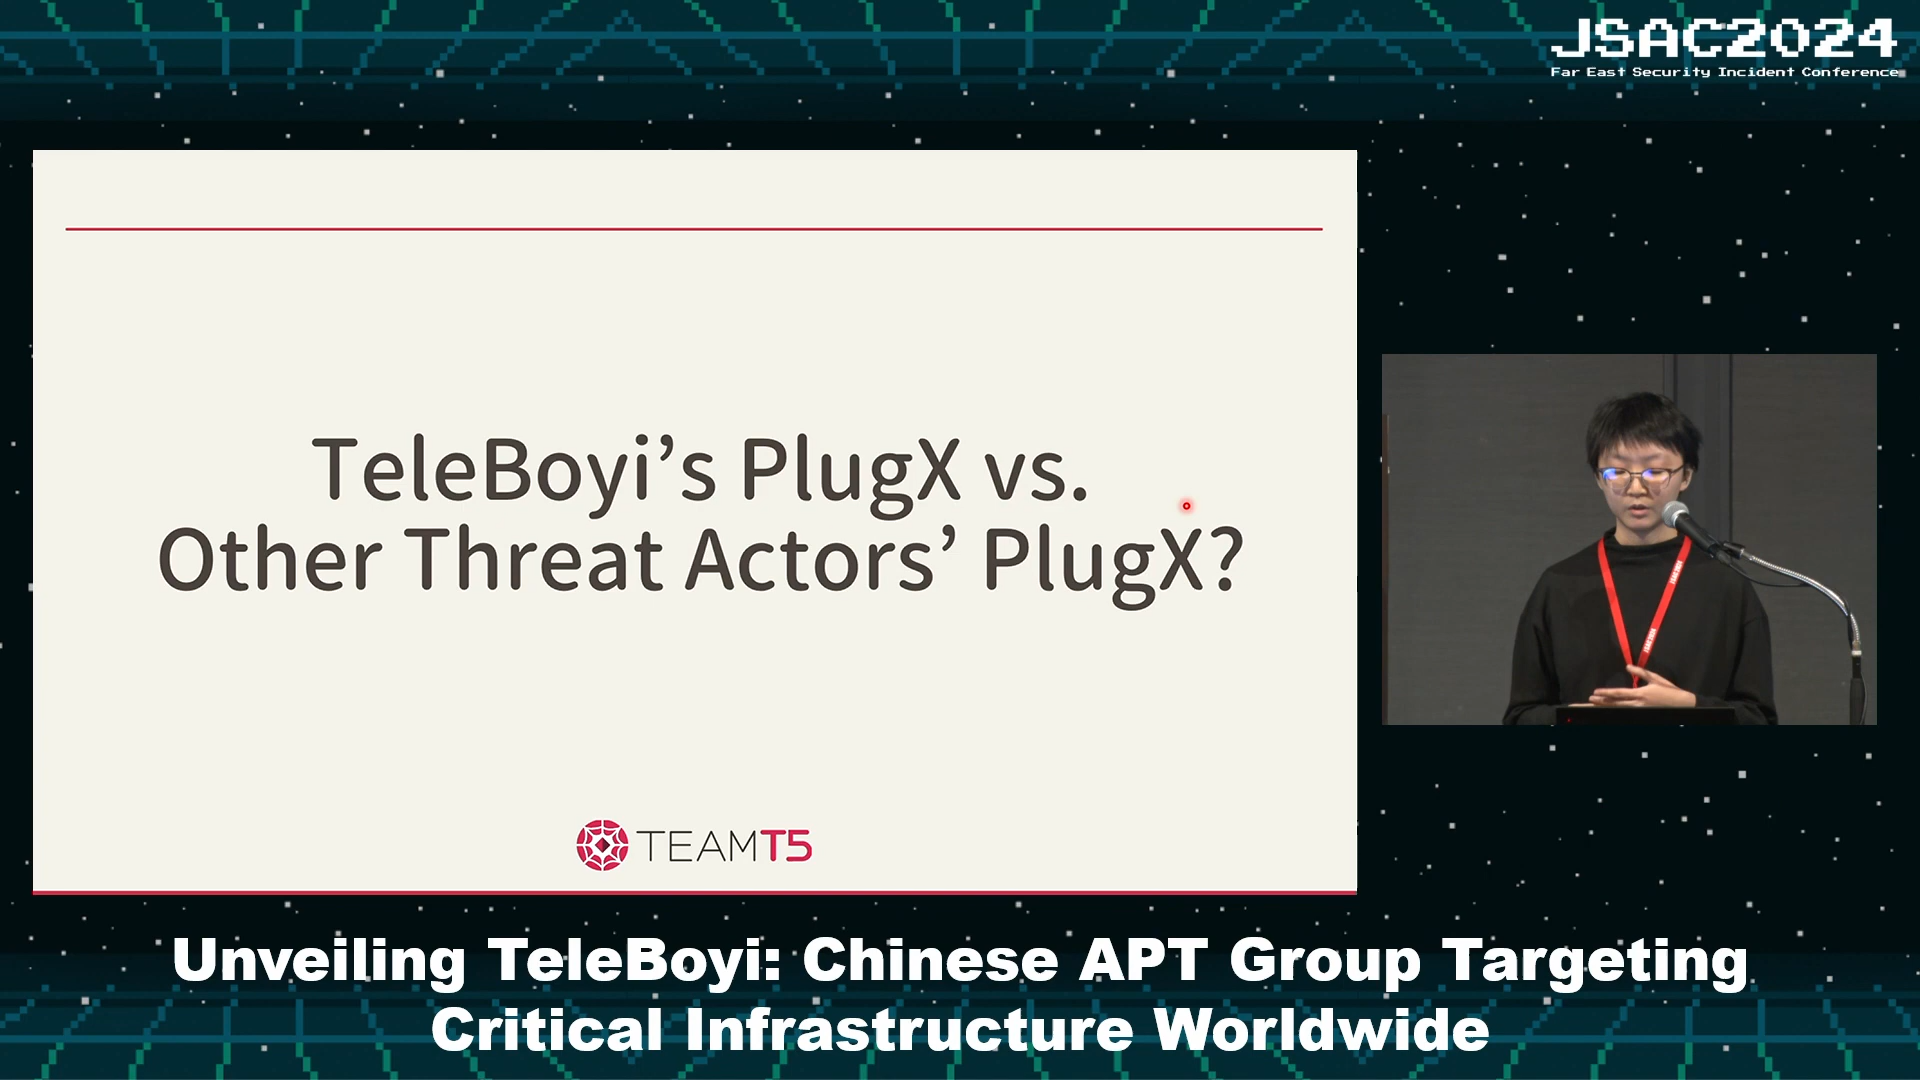 JSAC2024
Far East Security Incident Conference
TeleBoyi’s PlugX vs.
Other Threat Actors’ PlugX?
TEAMT5
Unveiling TeleBoyi: Chinese APT Group Targeting
Critical Infrastructure Worldwide